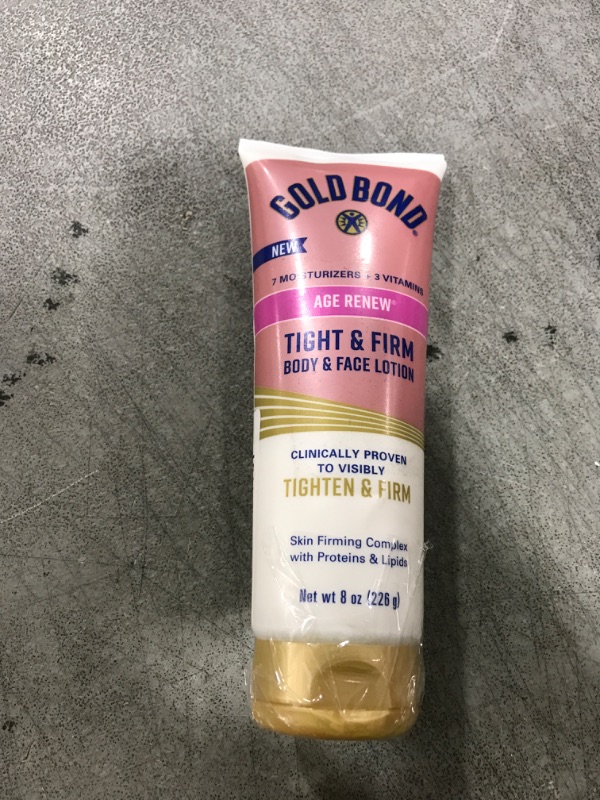 GOLD BOND®
NEW
7 MOISTURIZERS + 3 VITAMINS
AGE RENEW®
TIGHT & FIRM
BODY & FACE LOTION
CLINICALLY PROVEN
TO VISIBLY
TIGHTEN & FIRM
Skin Firming Complex
with Proteins & Lipids
Net wt 8 oz (226 g)